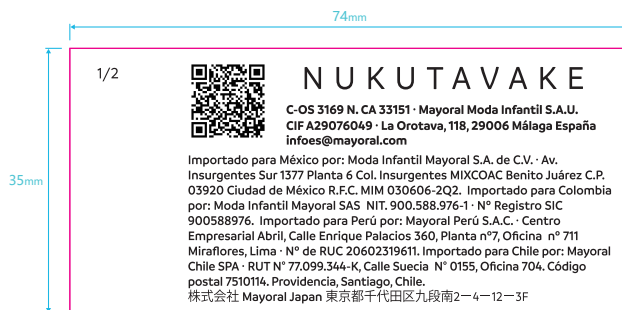 74mm
1/2
NUKUTAVAKE
C-OS 3169 N. CA 33151 · Mayoral Moda Infantil S.A.U.
CIF A29076049 · La Orotava, 118, 29006 Málaga España
infoes@mayoral.com
35mm
Importado para México por: Moda Infantil Mayoral S.A. de C.V. · Av.
Insurgentes Sur 1377 Planta 6 Col. Insurgentes MIXCOAC Benito Juárez C.P.
03920 Ciudad de México R.F.C. MIM 030606-2Q2. Importado para Colombia
por: Moda Infantil Mayoral SAS NIT. 900.588.976-1 · Nº Registro SIC
900588976. Importado para Perú por: Mayoral Perú S.A.C. · Centro
Empresarial Abril, Calle Enrique Palacios 360, Planta nº7, Oficina nº 711
Miraflores, Lima · Nº de RUC 20602319611. Importado para Chile por: Mayoral
Chile SPA · RUT N° 77.099.344-K, Calle Suecia N° 0155, Oficina 704. Código
postal 7510114. Providencia, Santiago, Chile.
株式会社 Mayoral Japan 東京都千代田区九段南2ー4ー12ー3F